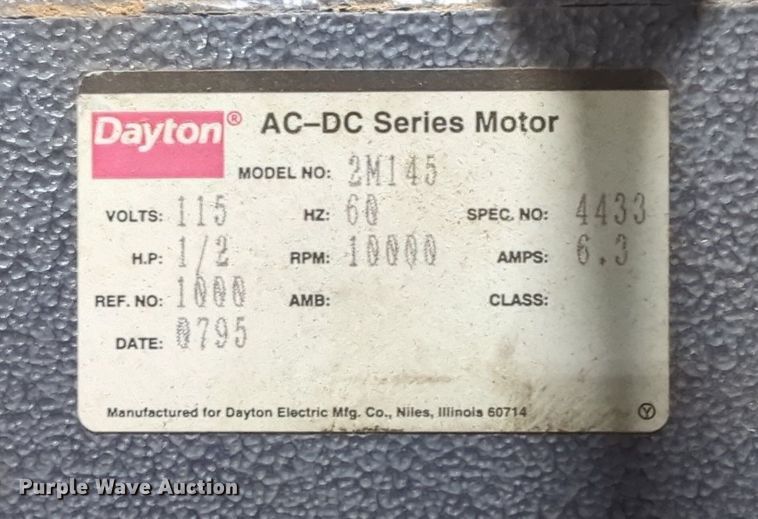 Dayton® AC–DC Series Motor
MODEL NO: 2M145
VOLTS: 115 HZ: 60 SPEC. NO: 4433
H.P: 1/2 RPM: 10000 AMPS: 6.3
REF. NO: 1000 AMB: CLASS:
DATE: 0795
Manufactured for Dayton Electric Mfg. Co., Niles, Illinois 60714 Y
Purple Wave Auction